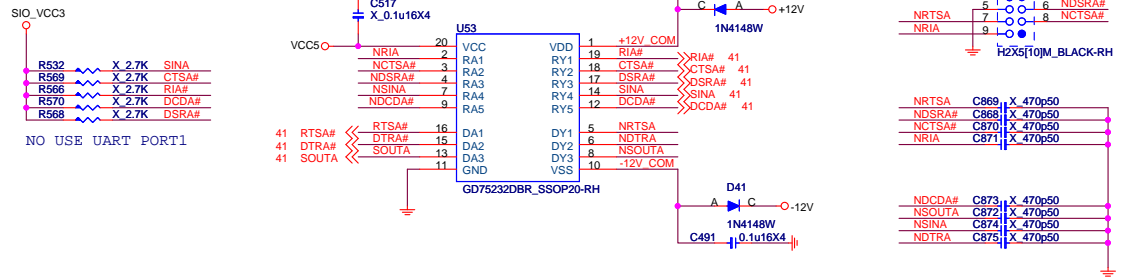 SIO_VCC3
R532 X_2.7K SINA
R569 X_2.7K CTSA#
R566 X_2.7K RIA#
R570 X_2.7K DCDA#
R568 X_2.7K DSRA#
NO USE UART PORT1
C517
X_0.1u16X4
VCC5
C A +12V
1N4148W
U53
20 VCC VDD 1 +12V_COM
NRIA 2 RA1 RY1 19 RIA# RIA# 41
NCTSA# 3 RA2 RY2 18 CTSA# CTSA# 41
NDSRA# 4 RA3 RY3 17 DSRA# DSRA# 41
NSINA 7 RA4 RY4 14 SINA SINA 41
NDCDA# 9 RA5 RY5 12 DCDA# DCDA# 41
41 RTSA# RTSA# 16 DA1 DY1 5 NRTSA
41 DTRA# DTRA# 15 DA2 DY2 6 NDTRA
41 SOUTA SOUTA 13 DA3 DY3 8 NSOUTA
11 GND VSS 10 -12V_COM
GD75232DBR_SSOP20-RH
D41
A C -12V
1N4148W
C491 0.1u16X4
5 6 NDSRA#
NRTSA 7 8 NCTSA#
NRIA 9
H2X5[10]M_BLACK-RH
NRTSA C869 X_470p50
NDSRA# C868 X_470p50
NCTSA# C870 X_470p50
NRIA C871 X_470p50
NDCDA# C873 X_470p50
NSOUTA C872 X_470p50
NSINA C874 X_470p50
NDTRA C875 X_470p50